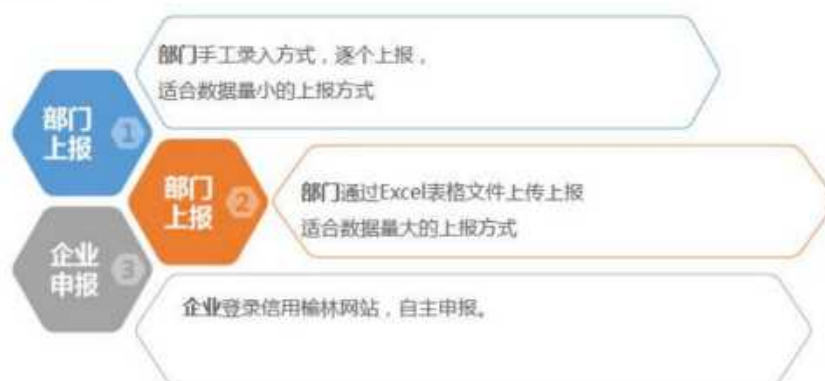 部门
上报
1
部门手工录入方式，逐个上报，
适合数据量小的上报方式
部门
上报
2
部门通过Excel表格文件上传上报
适合数据量大的上报方式
企业
申报
3
企业登录信用榆林网站，自主申报。